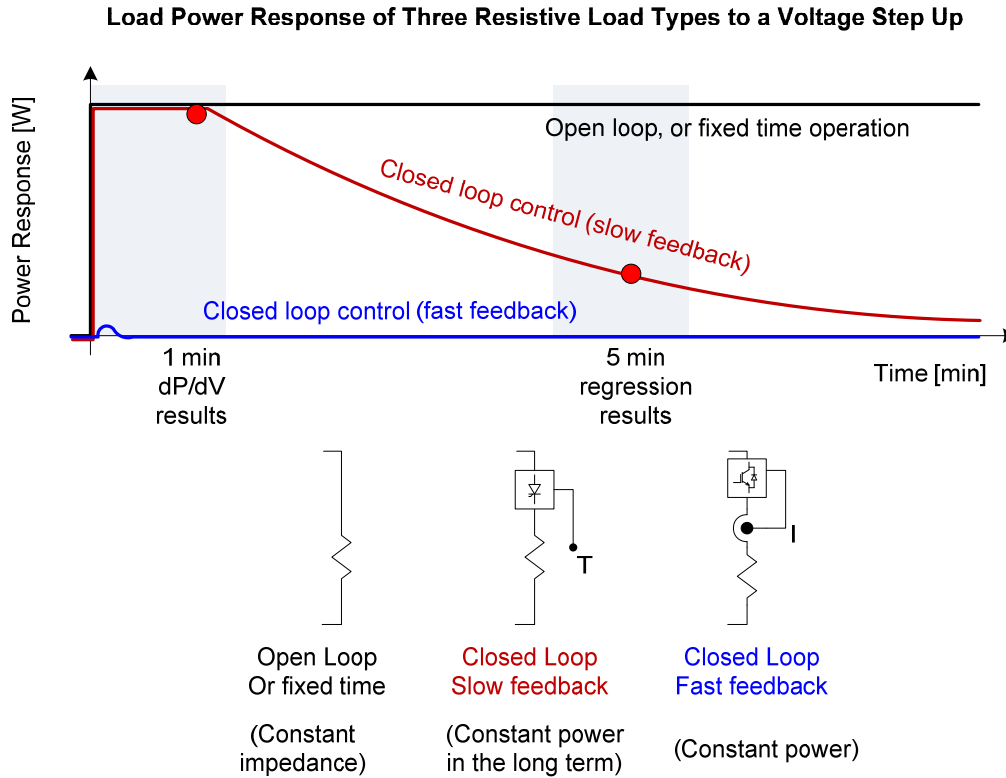 Load Power Response of Three Resistive Load Types to a Voltage Step Up
Power Response [W]
Open loop, or fixed time operation
Closed loop control (slow feedback)
Closed loop control (fast feedback)
1 min
dP/dV
results
5 min
regression
results
Time [min]
T
I
Open Loop
Or fixed time
(Constant
impedance)
Closed Loop
Slow feedback
(Constant power
in the long term)
Closed Loop
Fast feedback
(Constant power)